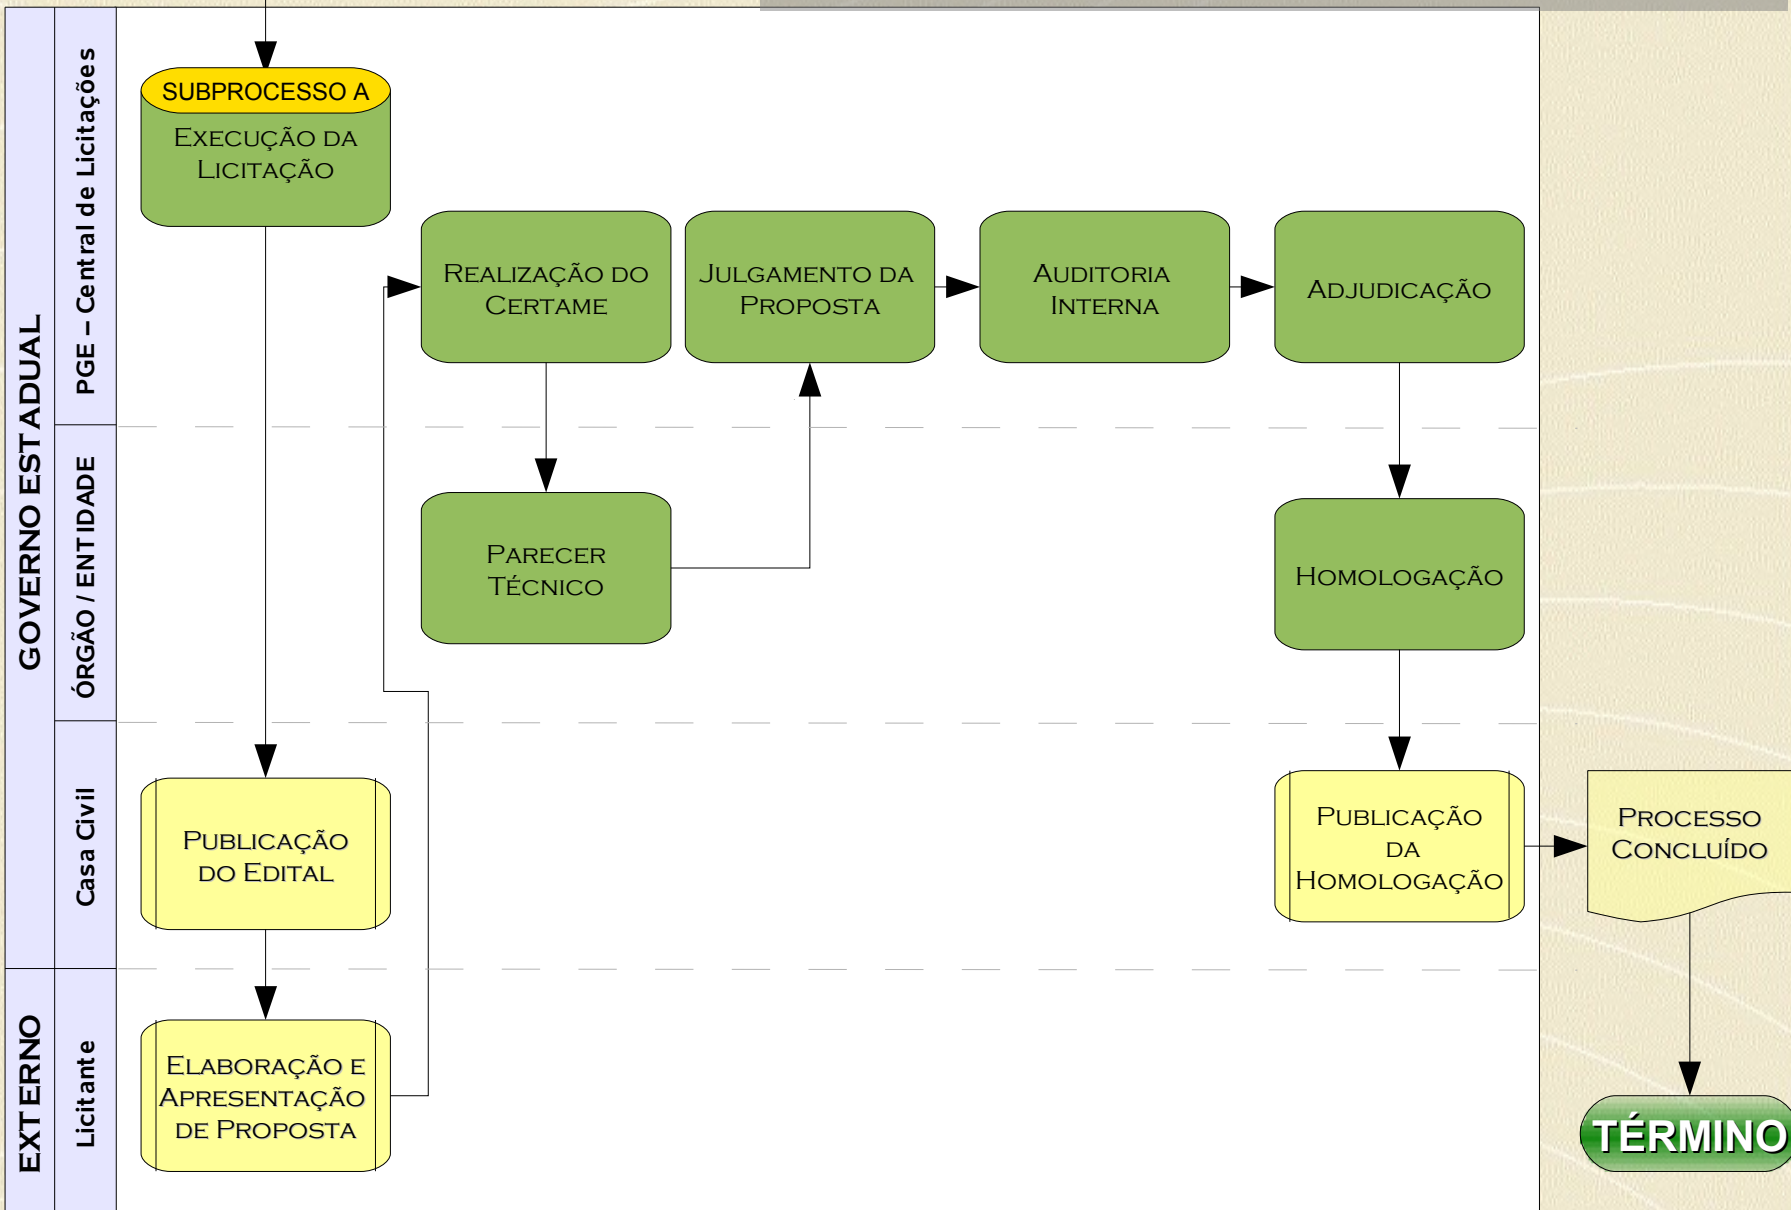 GOVERNO ESTADUAL
PGE – Central de Licitações
SUBPROCESSO A
EXECUÇÃO DA
LICITAÇÃO
REALIZAÇÃO DO
CERTAME
JULGAMENTO DA
PROPOSTA
AUDITORIA
INTERNA
ADJUDICAÇÃO
ÓRGÃO / ENTIDADE
PARECER
TÉCNICO
HOMOLOGAÇÃO
Casa Civil
PUBLICAÇÃO
DO EDITAL
PUBLICAÇÃO
DA
HOMOLOGAÇÃO
PROCESSO
CONCLUÍDO
EXTERNO
Licitante
ELABORAÇÃO E
APRESENTAÇÃO
DE PROPOSTA
TÉRMINO